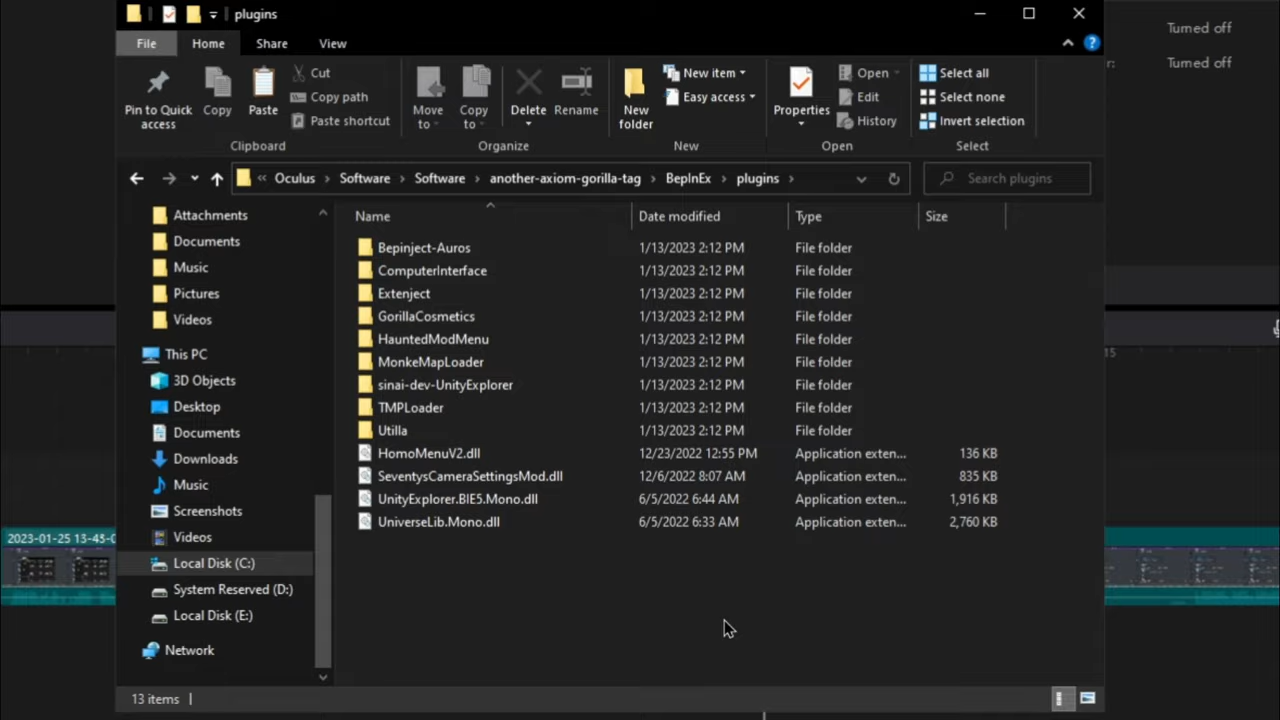 plugins
Turned off
File Home Share View
r: Turned off
Pin to Quick access
Copy
Paste
Cut
Copy path
Paste shortcut
Move to
Copy to
Delete
Rename
New folder
New item
Easy access
Properties
Open
Edit
History
Select all
Select none
Invert selection
Clipboard Organize New Open Select
« Oculus › Software › Software › another-axiom-gorilla-tag › BepInEx › plugins ›
Search plugins
Attachments
Documents
Music
Pictures
Videos
This PC
3D Objects
Desktop
Documents
Downloads
Music
Screenshots
Videos
Local Disk (C:)
System Reserved (D:)
Local Disk (E:)
Network
Name Date modified Type Size
Bepinject-Auros 1/13/2023 2:12 PM File folder
ComputerInterface 1/13/2023 2:12 PM File folder
Extenject 1/13/2023 2:12 PM File folder
GorillaCosmetics 1/13/2023 2:12 PM File folder
HauntedModMenu 1/13/2023 2:12 PM File folder
MonkeMapLoader 1/13/2023 2:12 PM File folder
sinai-dev-UnityExplorer 1/13/2023 2:12 PM File folder
TMPLoader 1/13/2023 2:12 PM File folder
Utilla 1/13/2023 2:12 PM File folder
HomoMenuV2.dll 12/23/2022 12:55 PM Application exten... 136 KB
SeventysCameraSettingsMod.dll 12/6/2022 8:07 AM Application exten... 835 KB
UnityExplorer.BIE5.Mono.dll 6/5/2022 6:44 AM Application exten... 1,916 KB
UniverseLib.Mono.dll 6/5/2022 6:33 AM Application exten... 2,760 KB
15
2023-01-25 13-45-0
13 items